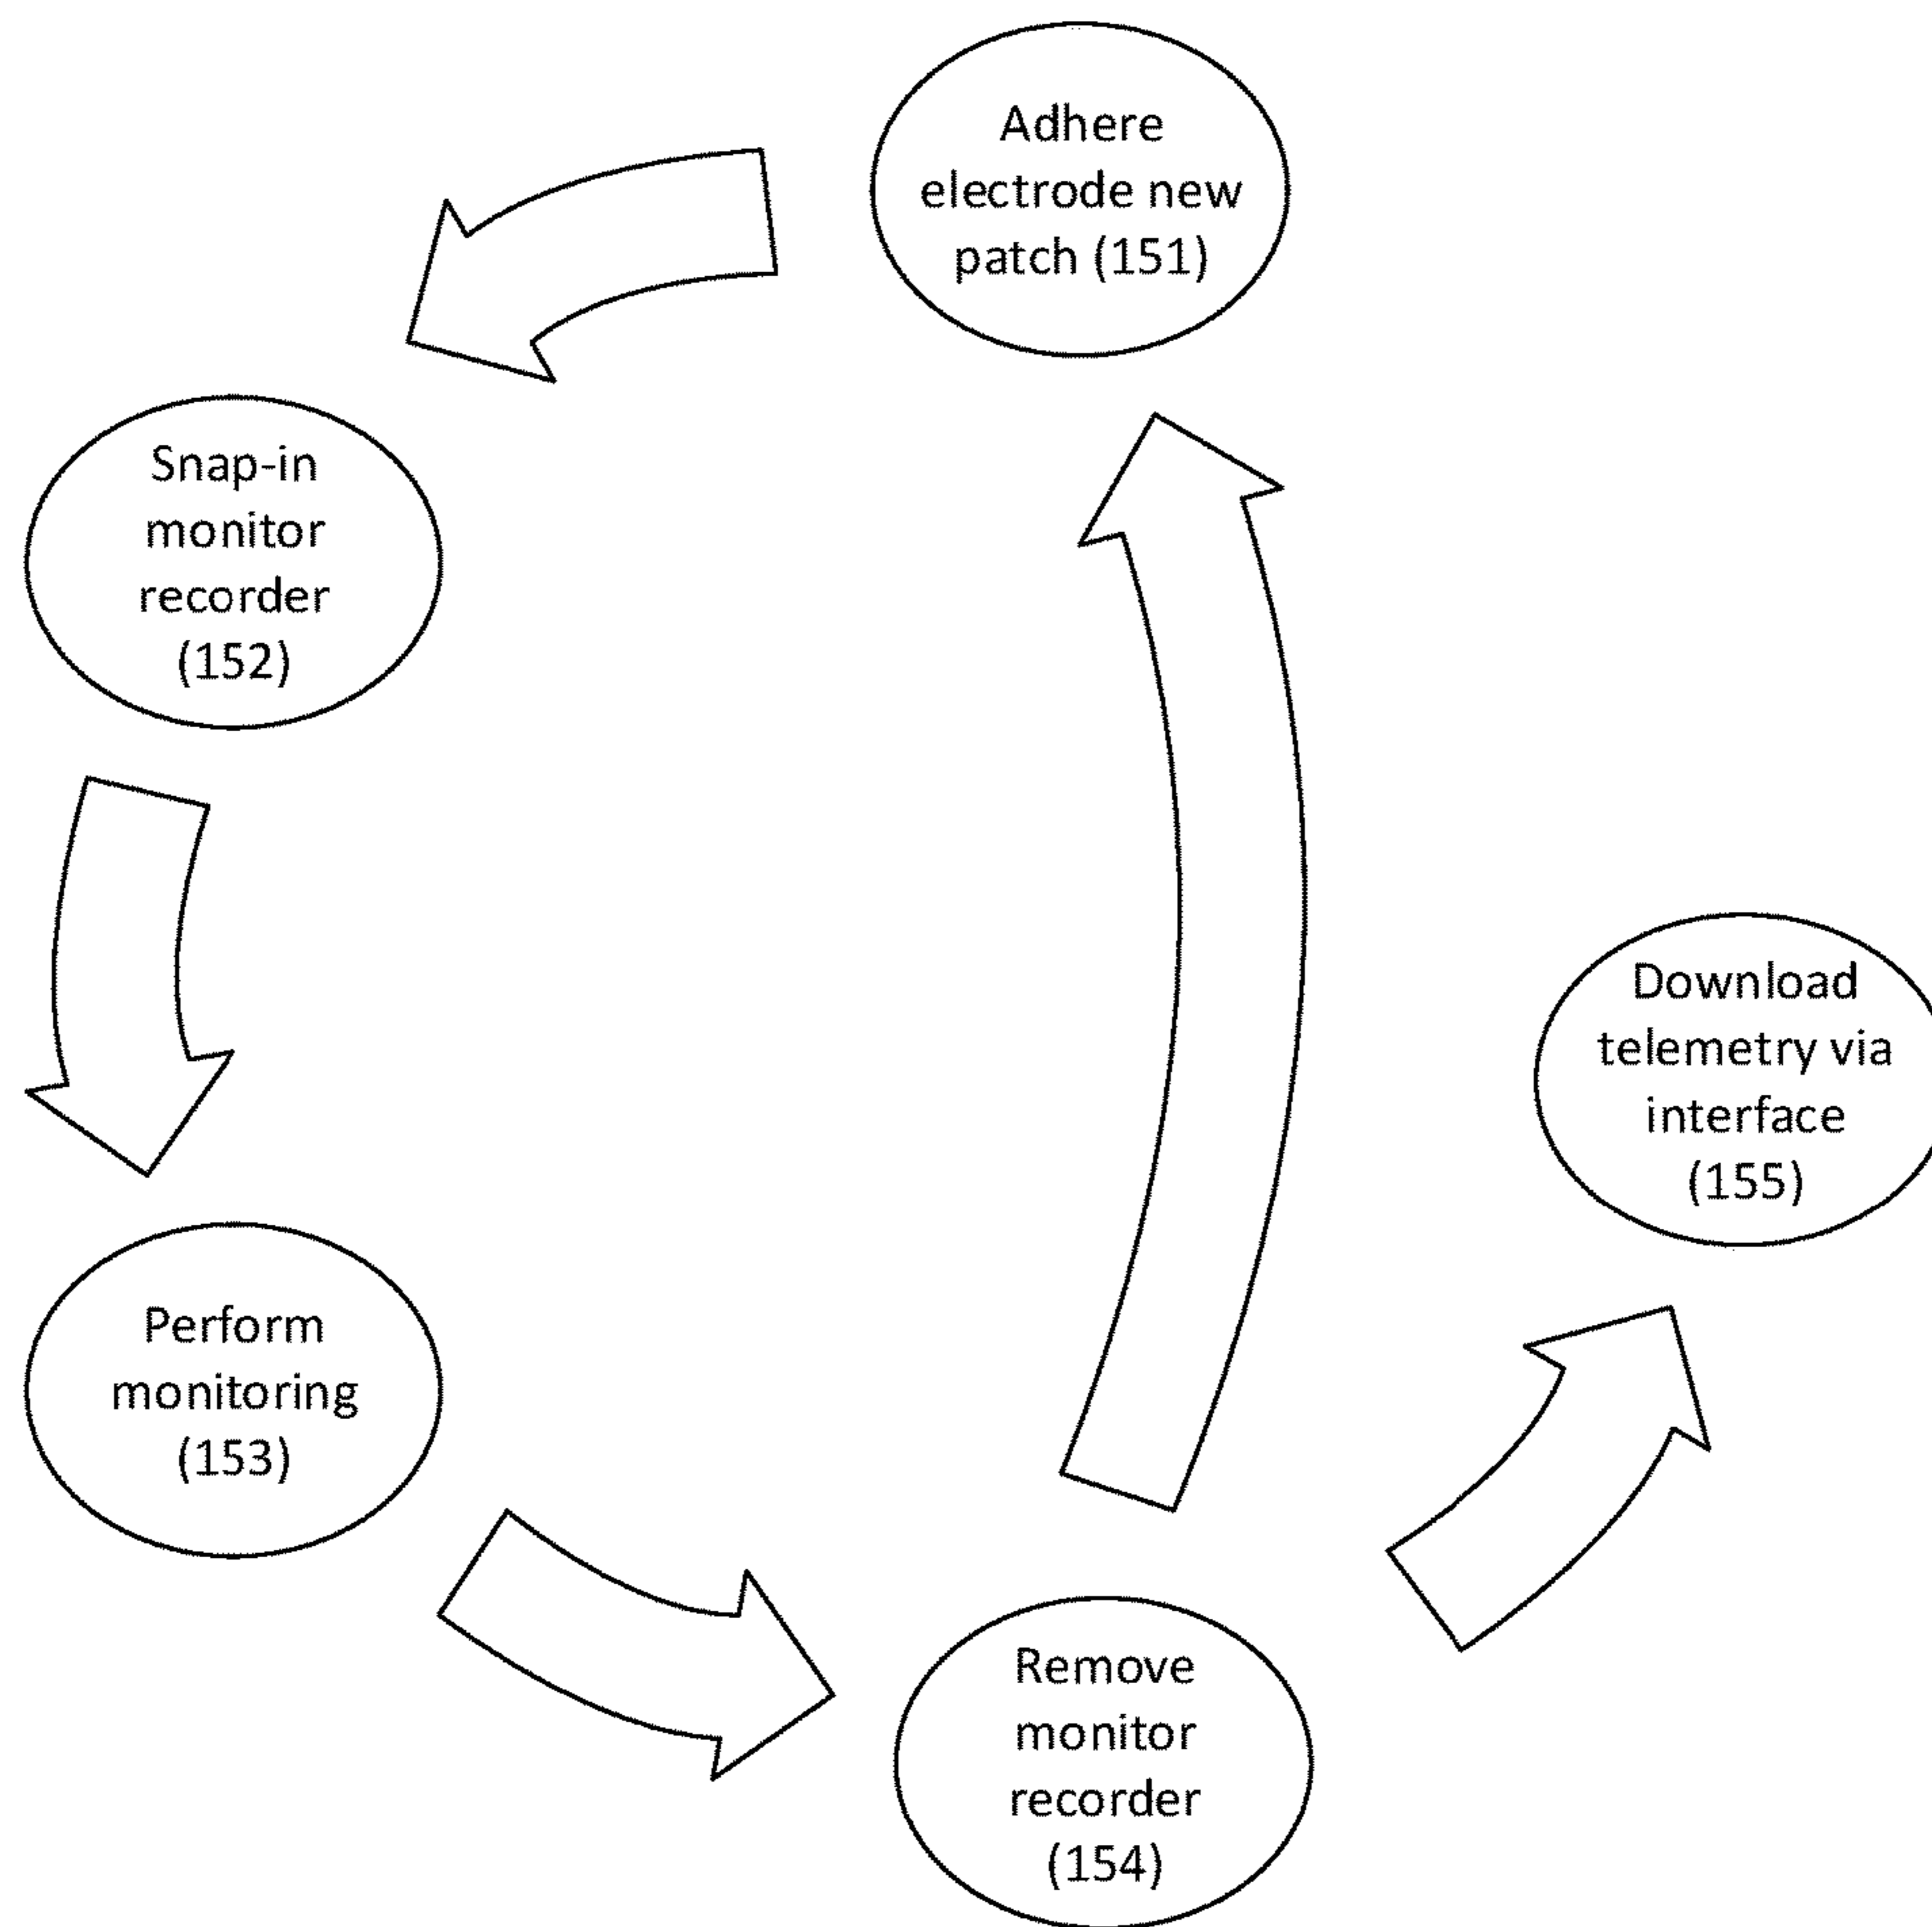 Adhere
electrode new
patch (151)
Snap-in
monitor
recorder
(152)
Perform
monitoring
(153)
Remove
monitor
recorder
(154)
Download
telemetry via
interface
(155)